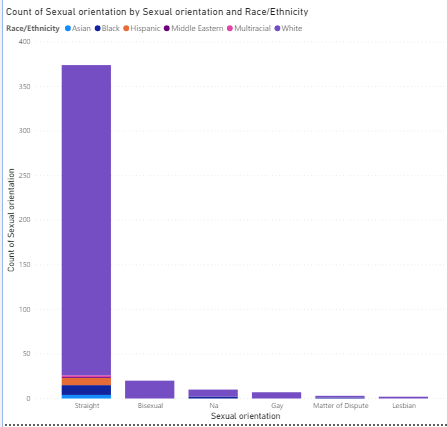 Count of Sexual orientation by Sexual orientation and Race/Ethnicity
Race/Ethnicity Asian Black Hispanic Middle Eastern Multiracial White
400
350
300
250
200
150
100
50
0
Count of Sexual orientation
Straight Bisexual Na Gay Matter of Dispute Lesbian
Sexual orientation